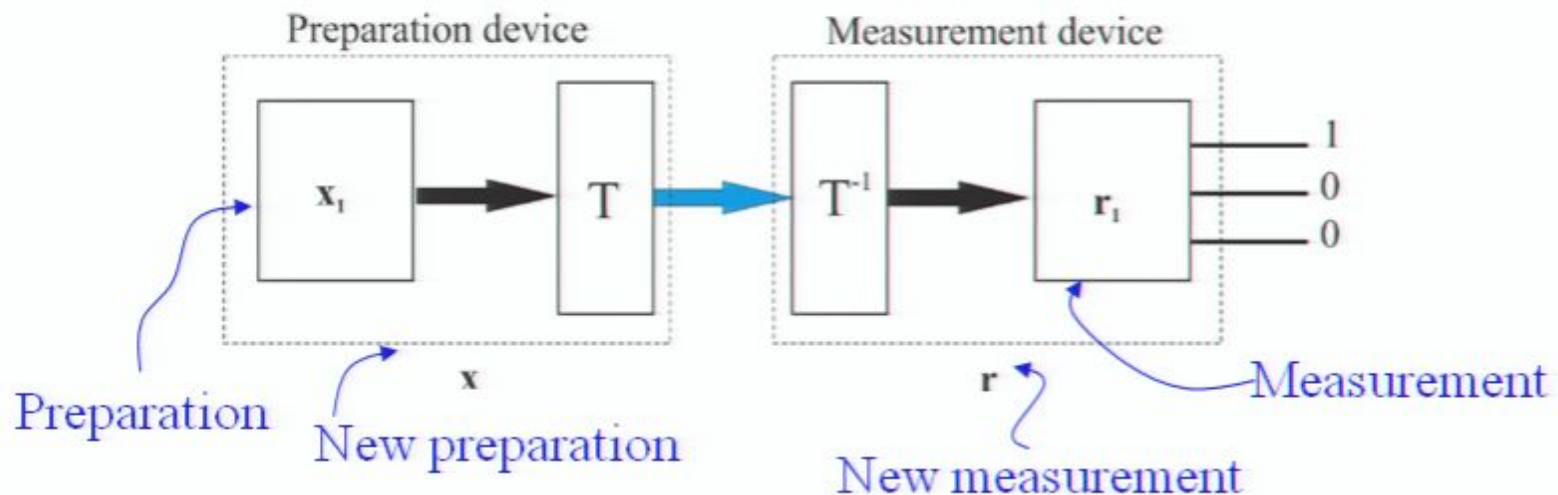 Preparation device
Measurement device
x₁
T
T⁻¹
r₁
1
0
0
x
r
Preparation
New preparation
Measurement
New measurement